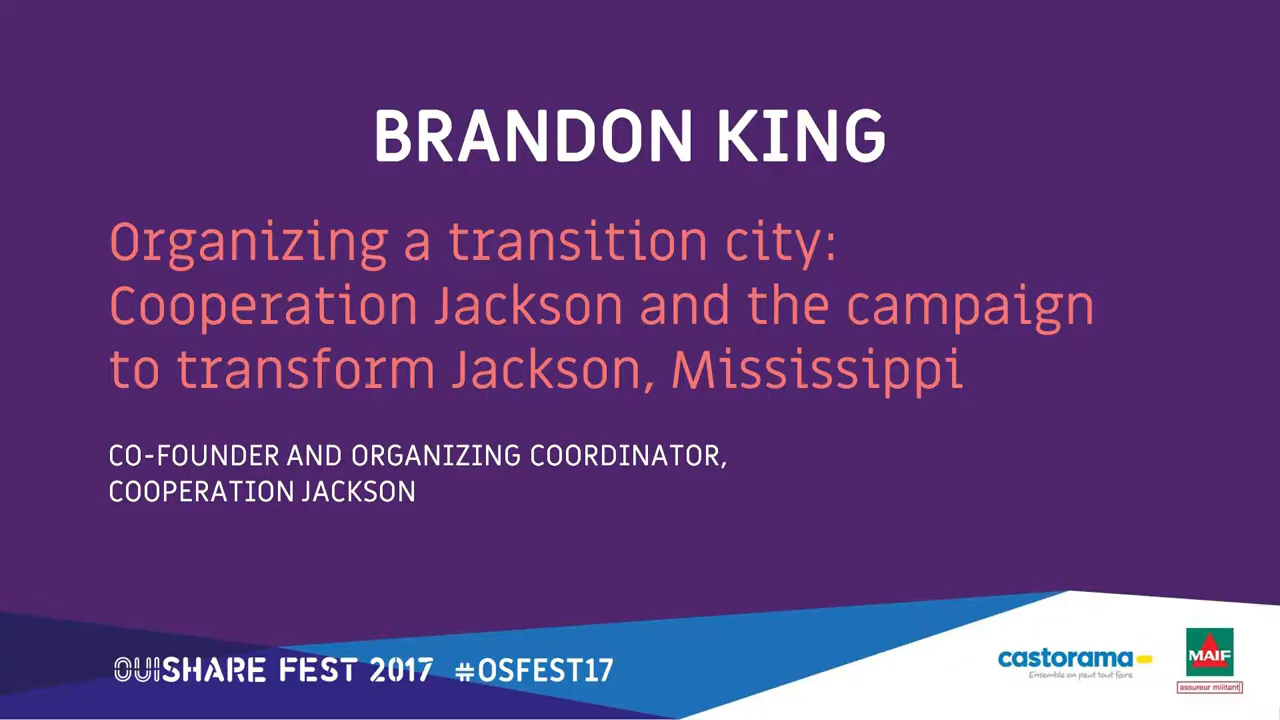 BRANDON KING
Organizing a transition city:
Cooperation Jackson and the campaign
to transform Jackson, Mississippi
CO-FOUNDER AND ORGANIZING COORDINATOR,
COOPERATION JACKSON
OUISHARE FEST 2017 #OSFEST17
castorama
Ensemble on peut tout faire
MAIF
assureur militant